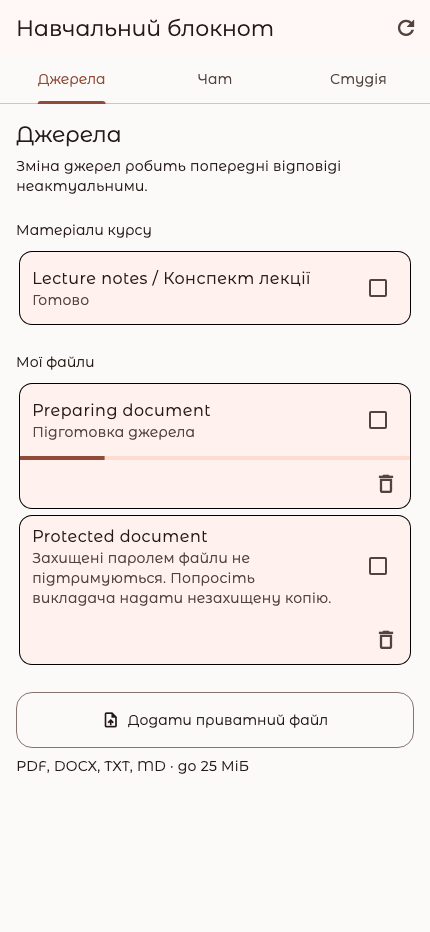 Навчальний блокнот
Джерела
Чат
Студія
Джерела
Зміна джерел робить попередні відповіді
неактуальними.
Матеріали курсу
Lecture notes / Конспект лекції
Готово
Мої файли
Preparing document
Підготовка джерела
Protected document
Захищені паролем файли не
підтримуються. Попросіть
викладача надати незахищену копію.
Додати приватний файл
PDF, DOCX, TXT, MD · до 25 МіБ